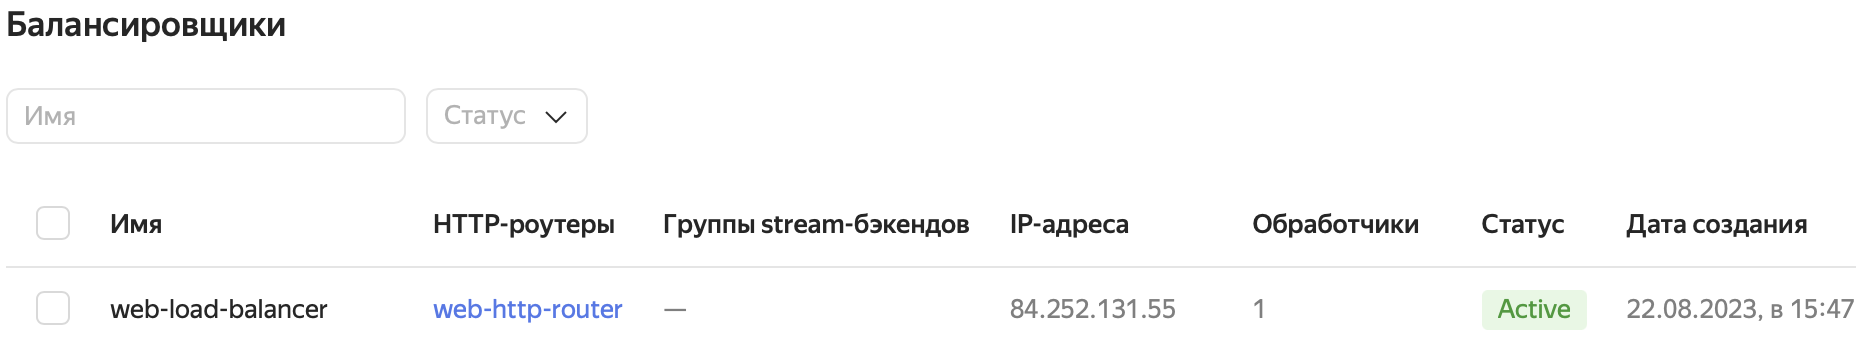 Балансировщики
Имя Статус
Имя HTTP-роутеры Группы stream-бэкендов IP-адреса Обработчики Статус Дата создания
web-load-balancer web-http-router — 84.252.131.55 1 Active 22.08.2023, в 15:47